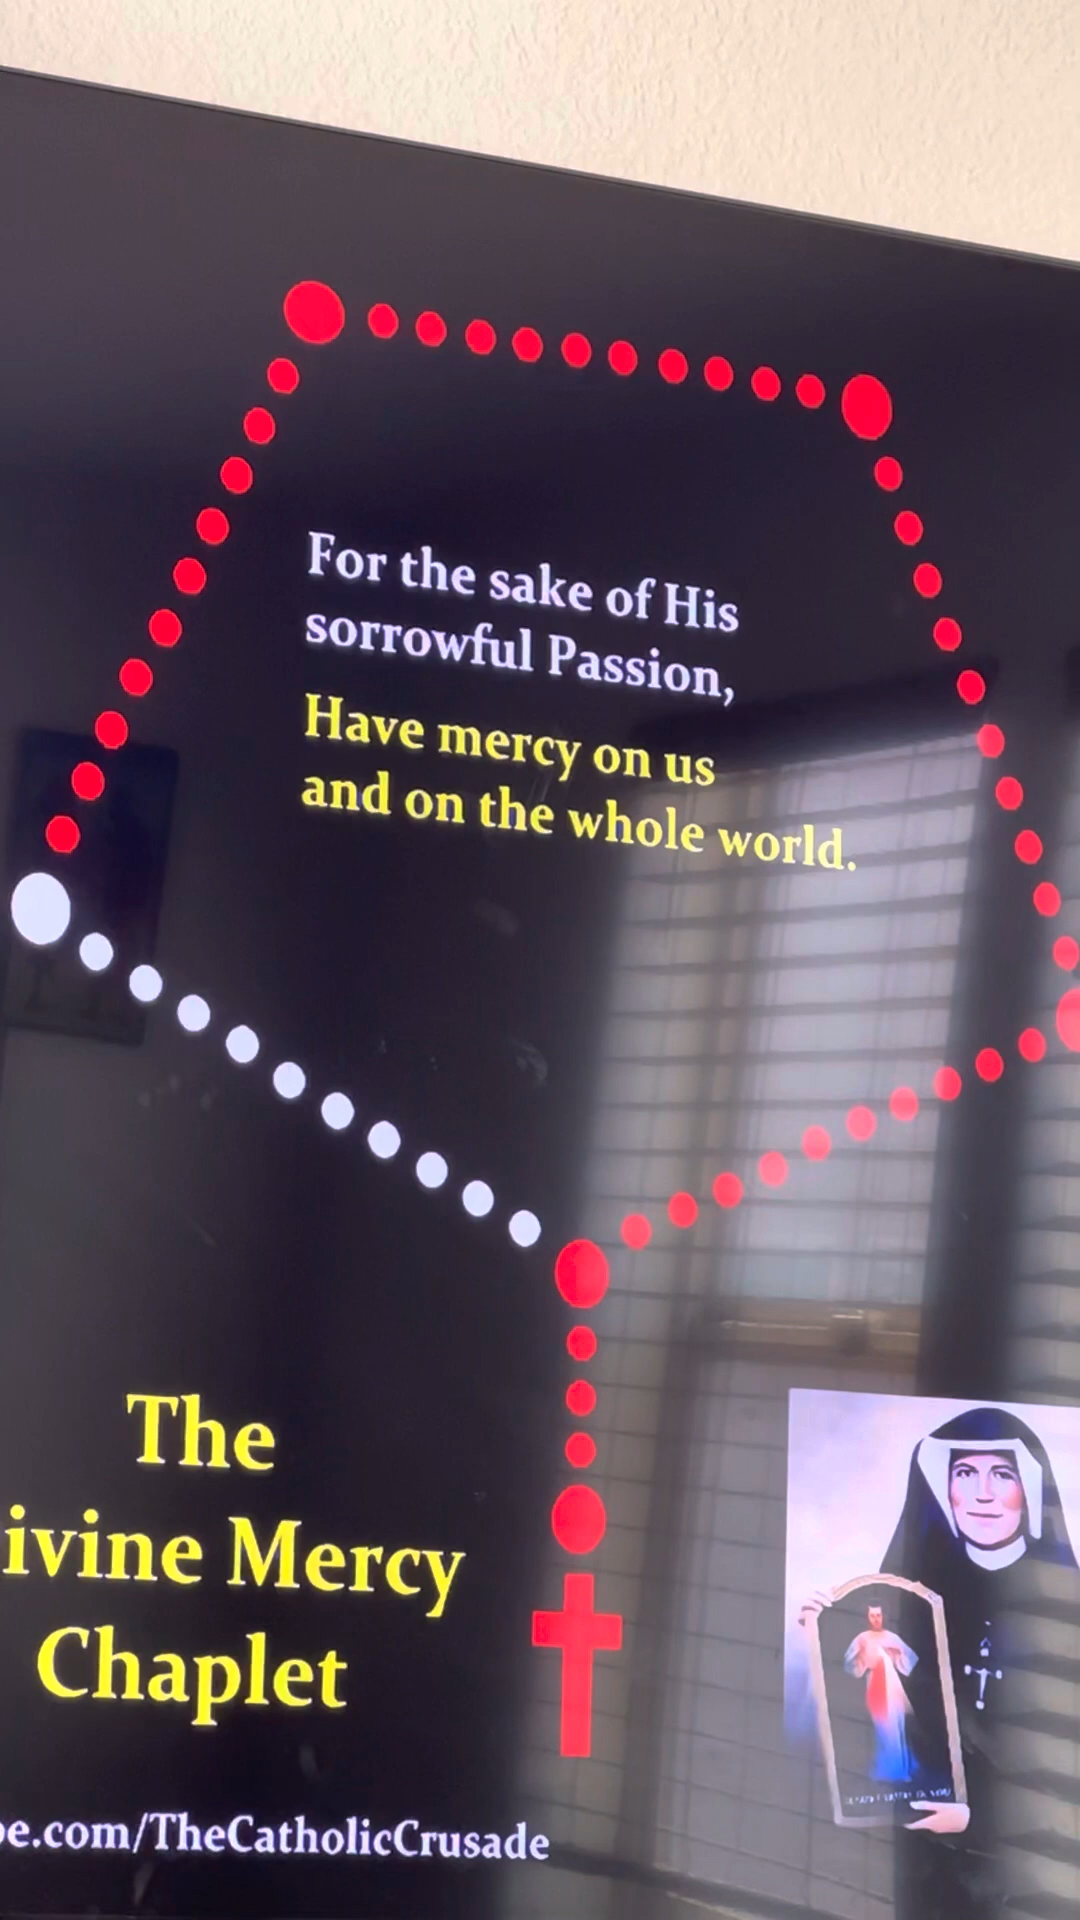 For the sake of His
sorrowful Passion,
Have mercy on us
and on the whole world.
The
ivine Mercy
Chaplet
be.com/TheCatholicCrusade